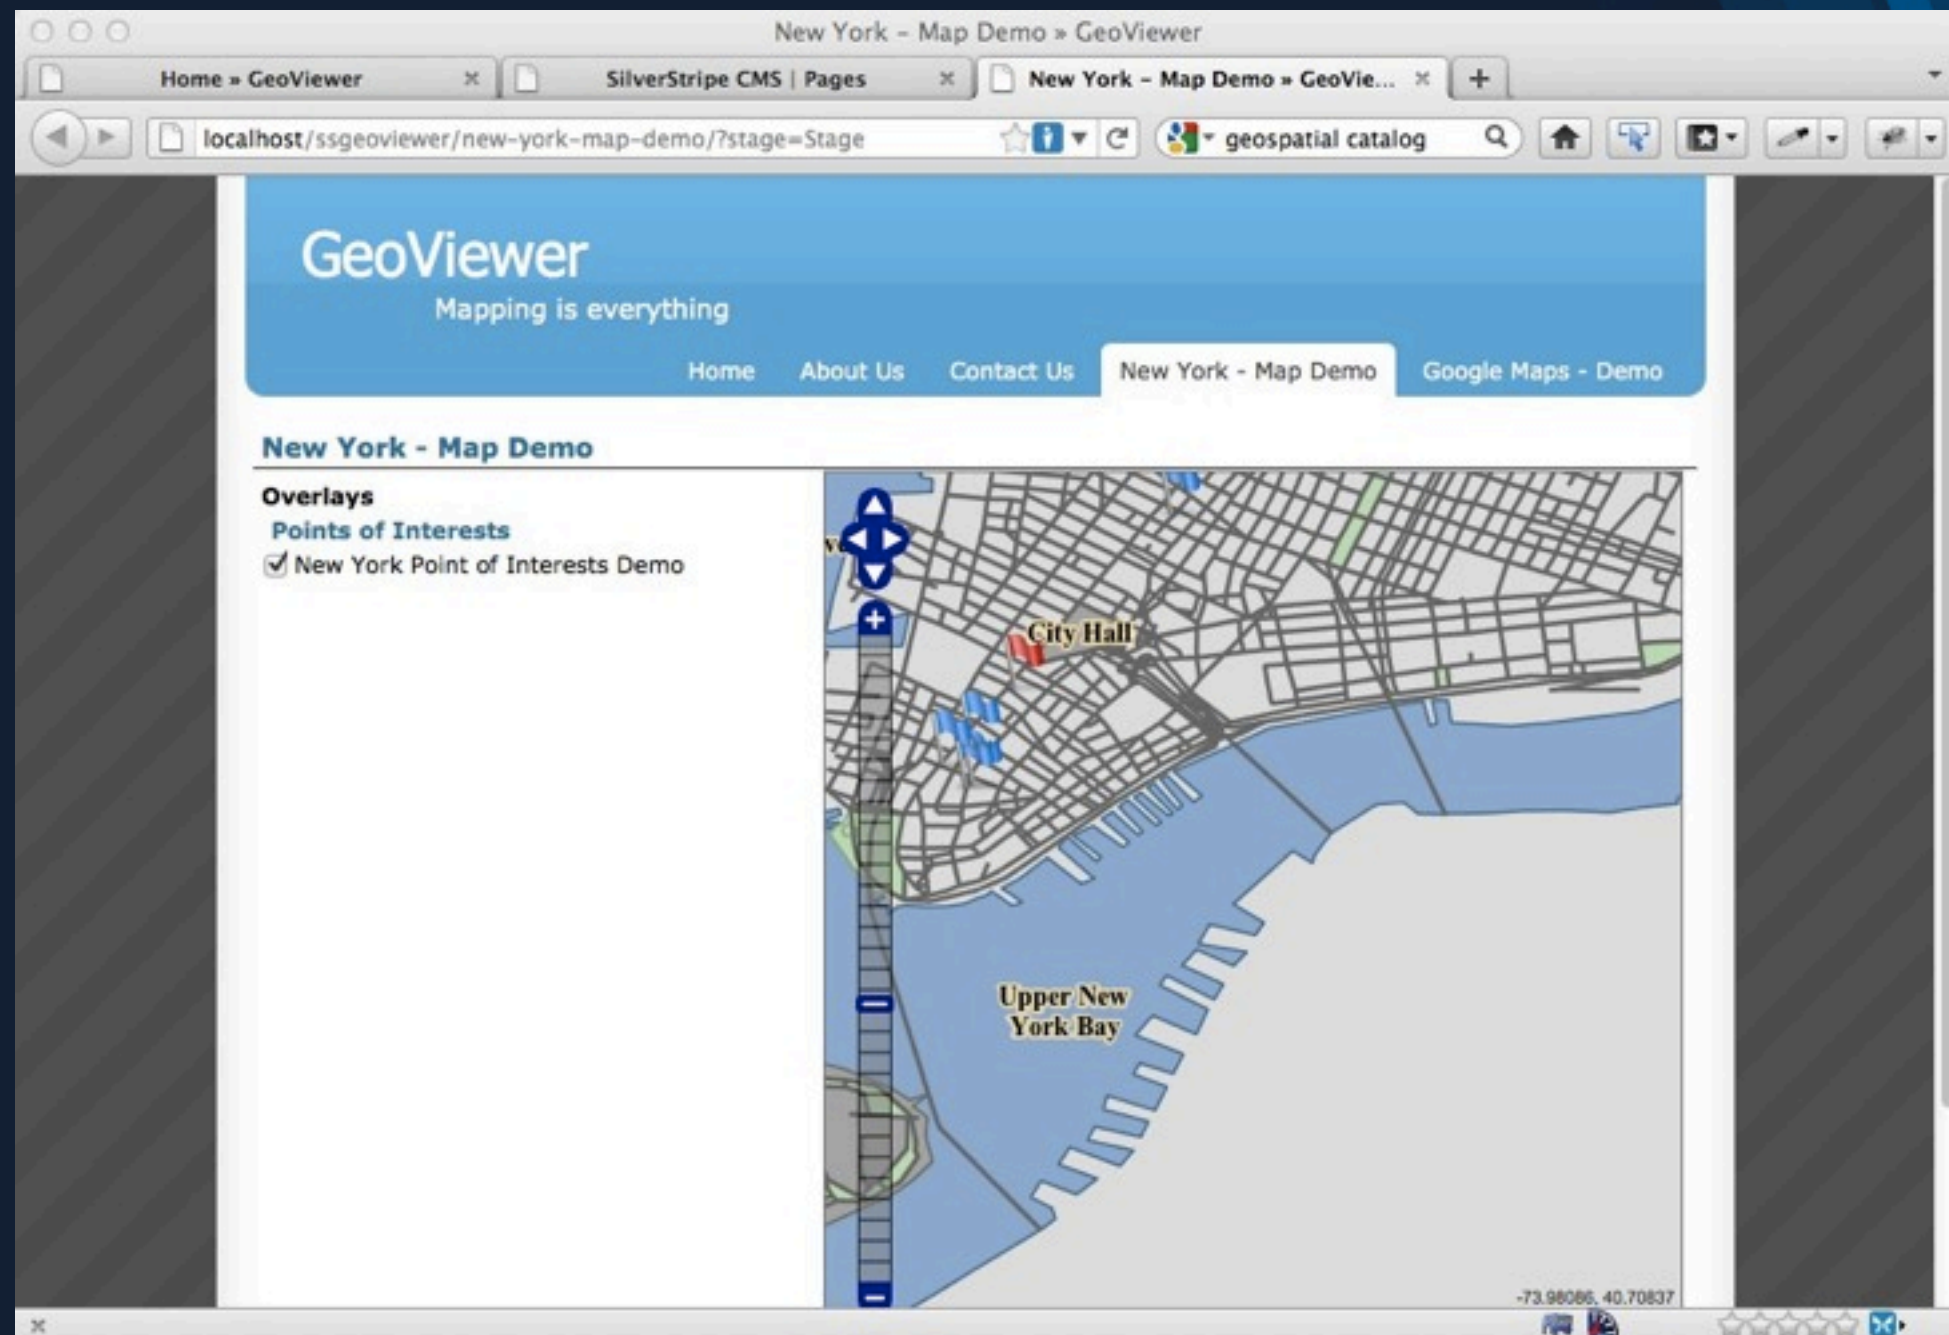 New York – Map Demo » GeoViewer
Home » GeoViewer
SilverStripe CMS | Pages
New York – Map Demo » GeoVie...
localhost/ssgeoviewer/new-york-map-demo/?stage=Stage
geospatial catalog
GeoViewer
Mapping is everything
Home
About Us
Contact Us
New York - Map Demo
Google Maps - Demo
New York - Map Demo
Overlays
Points of Interests
New York Point of Interests Demo
City Hall
Upper New
York Bay
-73.98086, 40.70837